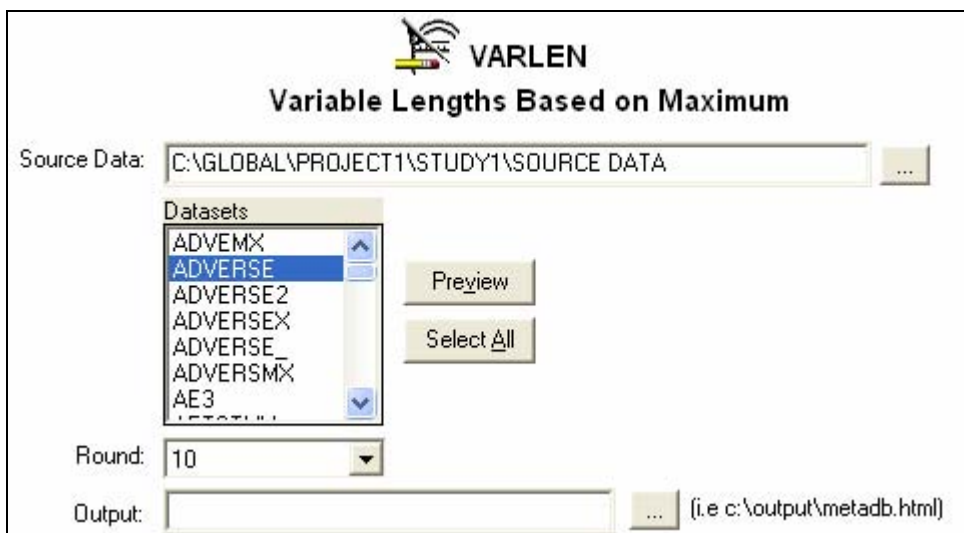 VARLEN
Variable Lengths Based on Maximum
Source Data: C:\GLOBAL\PROJECT1\STUDY1\SOURCE DATA ...
Datasets
ADVEMX
ADVERSE
ADVERSE2
ADVERSEX
ADVERSE_
ADVERSMX
AE3
Preview
Select All
Round: 10
Output: ... (i.e c:\output\metadb.html)